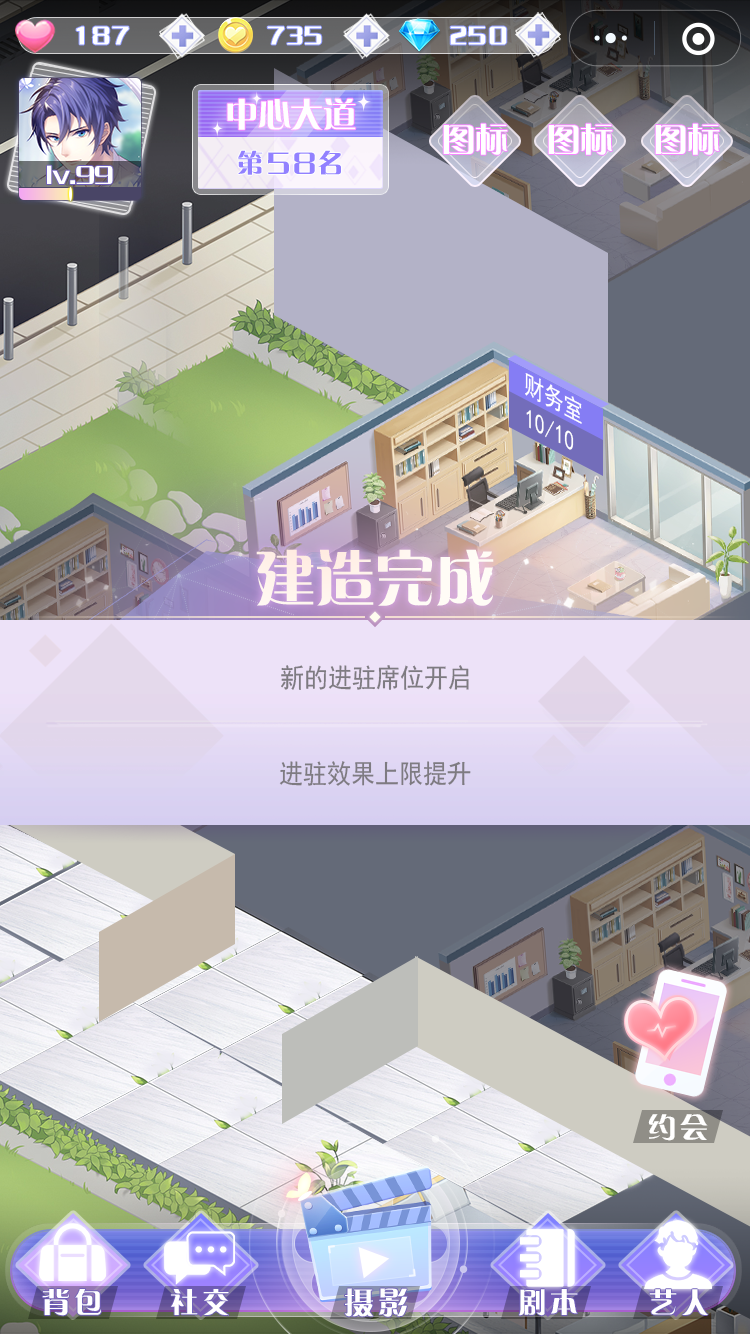 187
735
250
lv.99
中心大道
第58名
图标
图标
图标
财务室
10/10
建造完成
新的进驻席位开启
进驻效果上限提升
约会
背包
社交
摄影
剧本
艺人